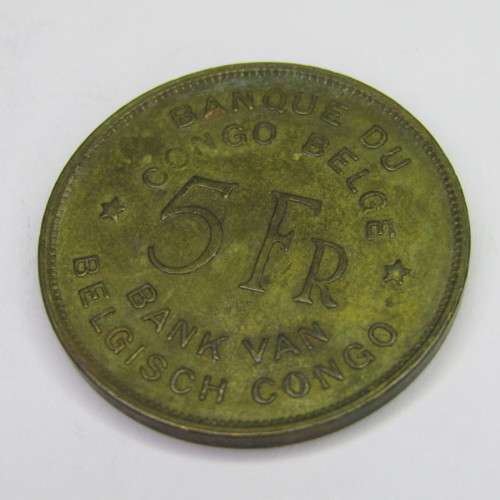 BANQUE DU
CONGO BELGE
5 FR
BANK VAN
BELGISCH CONGO